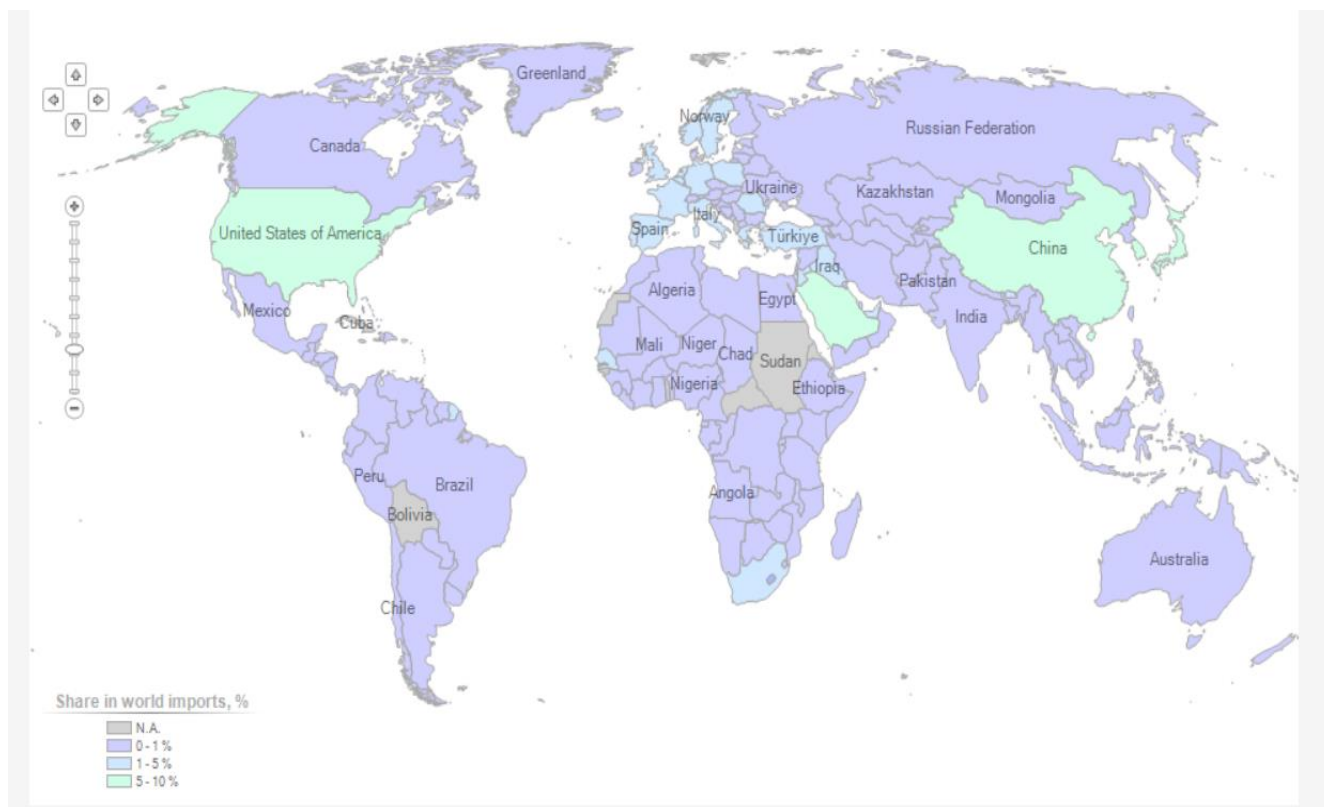 Greenland
Norway
Russian Federation
Canada
Ukraine
Kazakhstan
Mongolia
Italy
Spain
United States of America
Türkiye
China
Iraq
Pakistan
Algeria
Egypt
Mexico
India
Cuba
Mali
Niger
Chad
Sudan
Nigeria
Ethiopia
Peru
Brazil
Angola
Bolivia
Australia
Chile
Share in world imports, %
N.A.
0 - 1 %
1 - 5 %
5 - 10 %